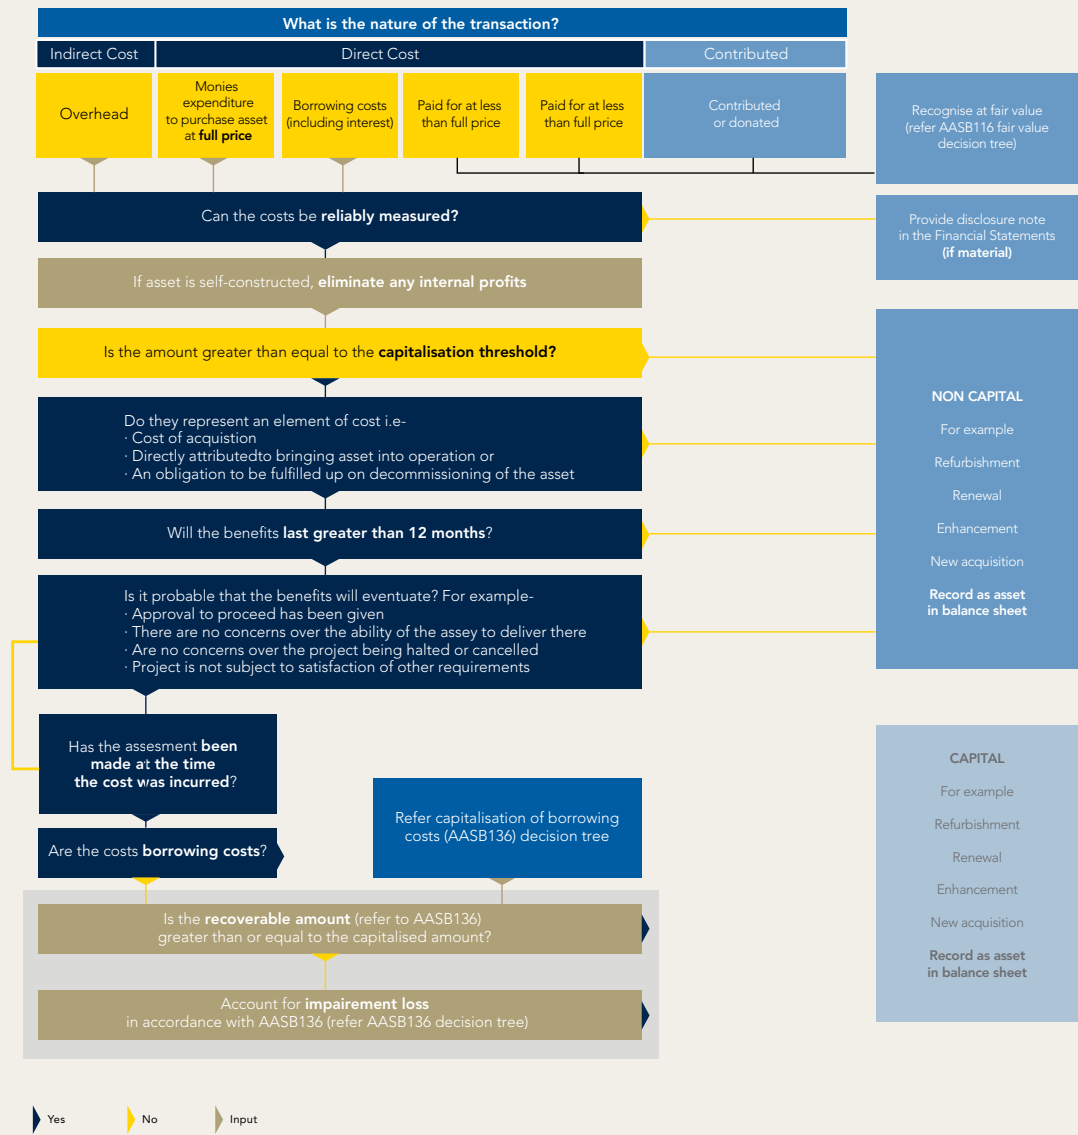 What is the nature of the transaction?
Indirect Cost
Direct Cost
Contributed
Overhead
Monies
expenditure
to purchase asset
at full price
Borrowing costs
(including interest)
Paid for at less
than full price
Paid for at less
than full price
Contributed
or donated
Recognise at fair value
(refer AASB116 fair value
decision tree)
Can the costs be reliably measured?
Provide disclosure note
in the Financial Statements
(if material)
If asset is self-constructed, eliminate any internal profits
Is the amount greater than equal to the capitalisation threshold?
Do they represent an element of cost i.e-
· Cost of acquistion
· Directly attributedto bringing asset into operation or
· An obligation to be fulfilled up on decommissioning of the asset
Will the benefits last greater than 12 months?
Is it probable that the benefits will eventuate? For example-
· Approval to proceed has been given
· There are no concerns over the ability of the assey to deliver there
· Are no concerns over the project being halted or cancelled
· Project is not subject to satisfaction of other requirements
NON CAPITAL
For example
Refurbishment
Renewal
Enhancement
New acquisition
Record as asset
in balance sheet
Has the assesment been
made at the time
the cost was incurred?
Are the costs borrowing costs?
Refer capitalisation of borrowing
costs (AASB136) decision tree
CAPITAL
For example
Refurbishment
Renewal
Enhancement
New acquisition
Record as asset
in balance sheet
Is the recoverable amount (refer to AASB136)
greater than or equal to the capitalised amount?
Account for impairement loss
in accordance with AASB136 (refer AASB136 decision tree)
Yes
No
Input